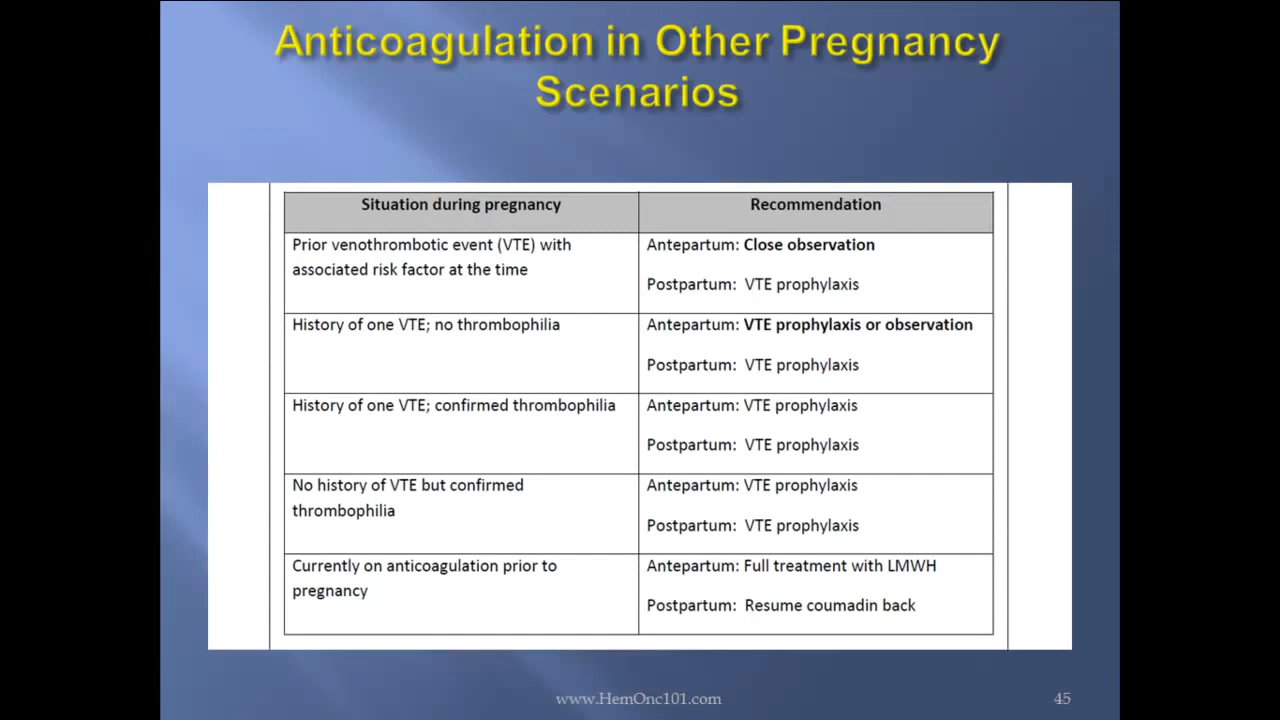 Anticoagulation in Other Pregnancy
Scenarios
Situation during pregnancy
Recommendation
Prior venothrombotic event (VTE) with
associated risk factor at the time
Antepartum: Close observation
Postpartum: VTE prophylaxis
History of one VTE; no thrombophilia
Antepartum: VTE prophylaxis or observation
Postpartum: VTE prophylaxis
History of one VTE; confirmed thrombophilia
Antepartum: VTE prophylaxis
Postpartum: VTE prophylaxis
No history of VTE but confirmed
thrombophilia
Antepartum: VTE prophylaxis
Postpartum: VTE prophylaxis
Currently on anticoagulation prior to
pregnancy
Antepartum: Full treatment with LMWH
Postpartum: Resume coumadin back
www.HemOnc101.com
45